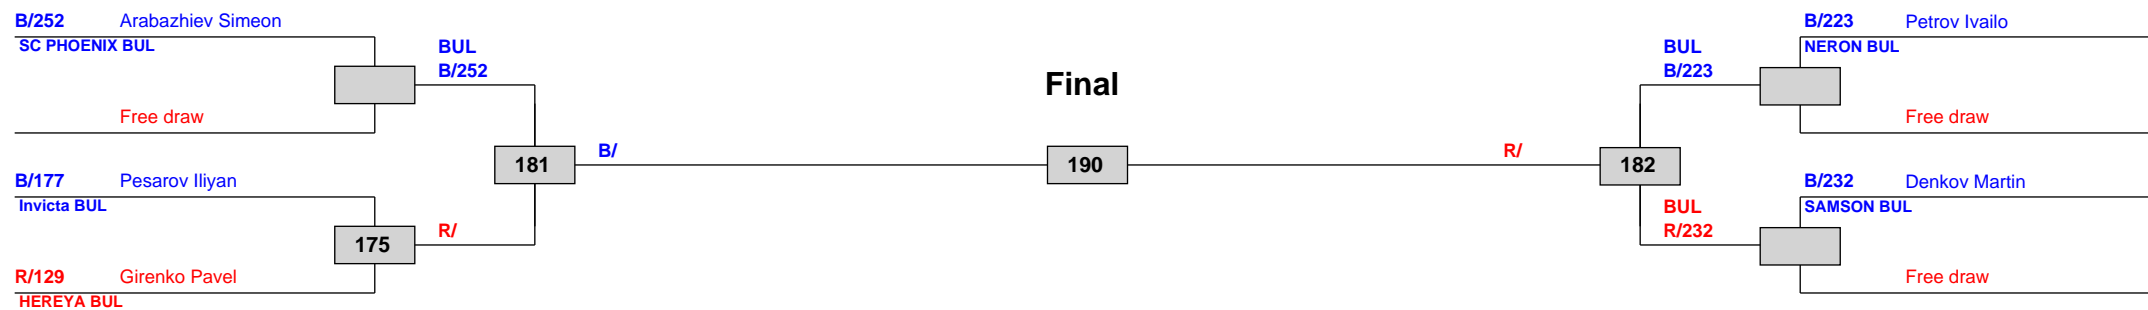 B/252 Arabazhiev Simeon
SC PHOENIX BUL
BUL
B/252
Free draw
181
B/
B/177 Pesarov Iliyan
Invicta BUL
175
R/
R/129 Girenko Pavel
HEREYA BUL
Final
190
B/223 Petrov Ivailo
NERON BUL
BUL
B/223
Free draw
R/
182
B/232 Denkov Martin
SAMSON BUL
BUL
R/232
Free draw